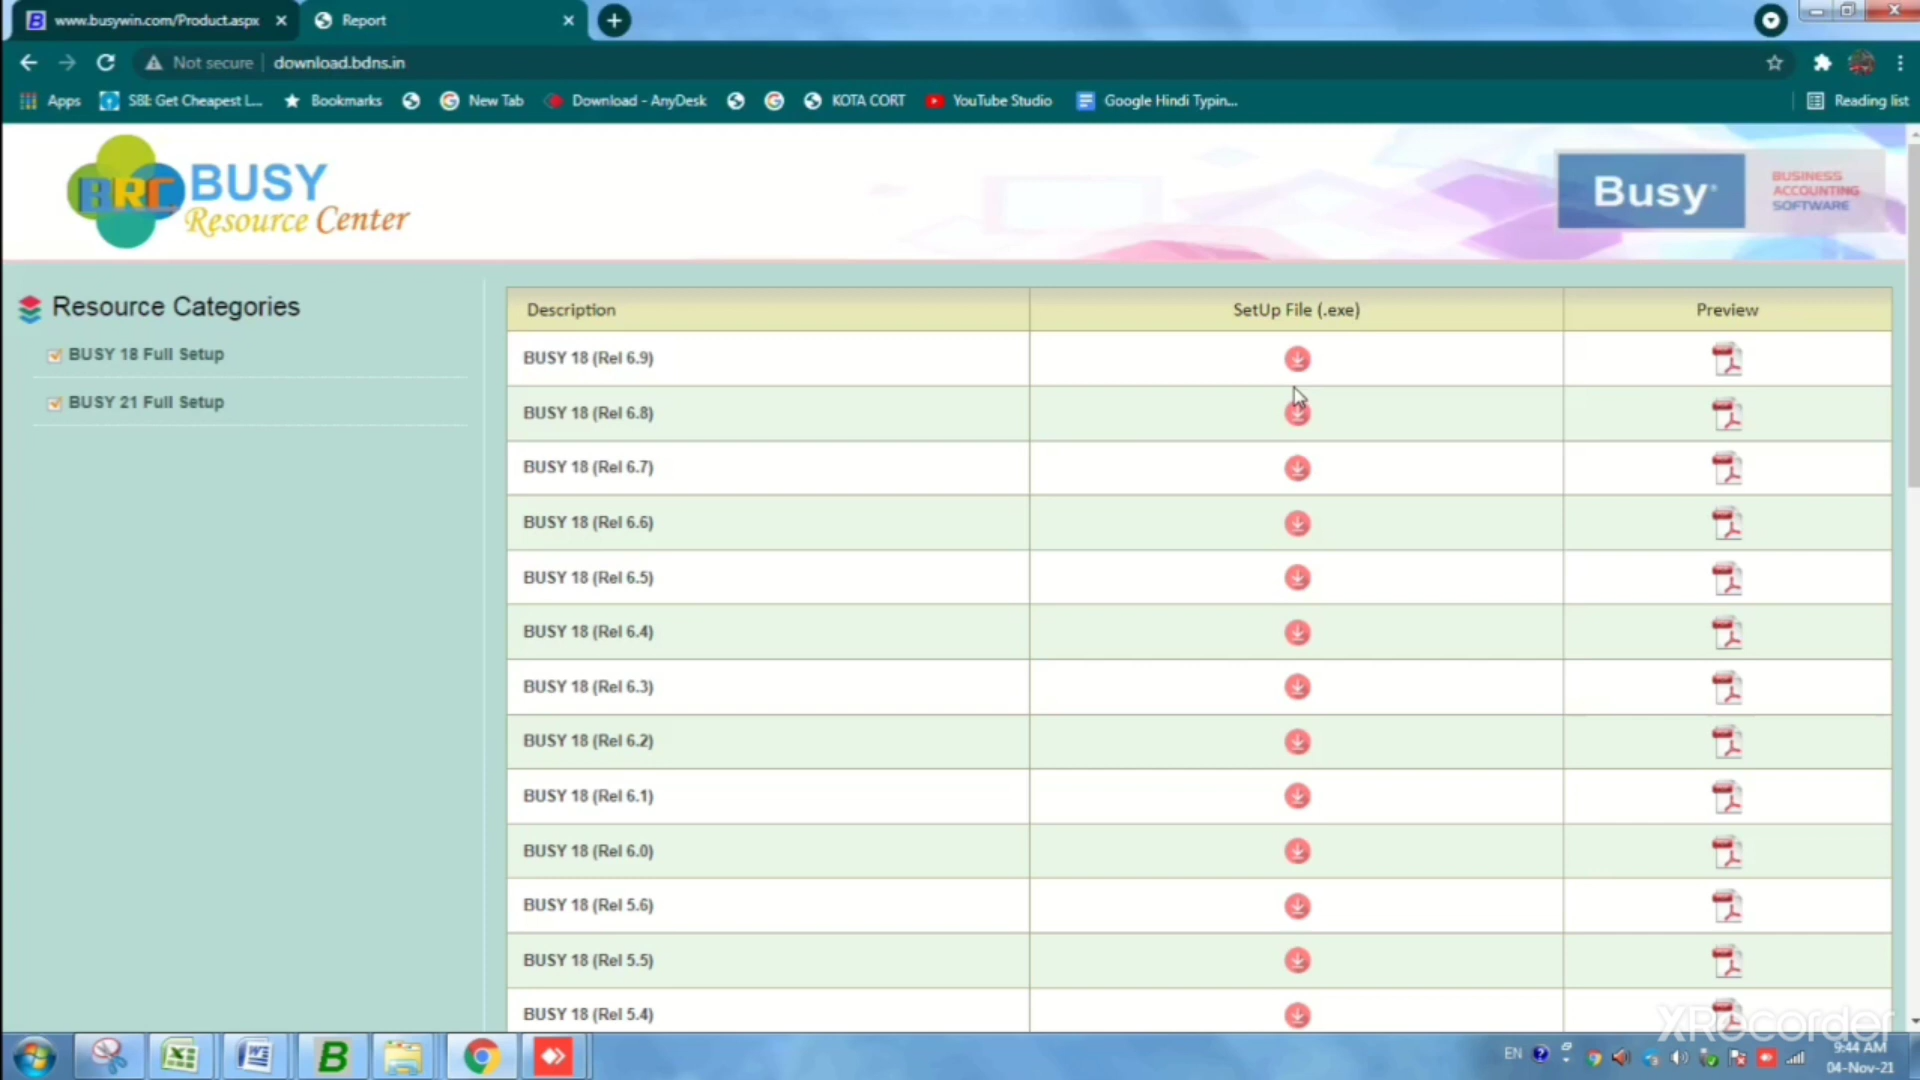 www.busywin.com/Product.aspx
Report
Not secure
download.bdns.in
Apps
SBI: Get Cheapest L...
Bookmarks
New Tab
Download - AnyDesk
KOTA CORT
YouTube Studio
Google Hindi Typin...
Reading list
BRC BUSY
Resource Center
Busy
BUSINESS
ACCOUNTING
SOFTWARE
Resource Categories
BUSY 18 Full Setup
BUSY 21 Full Setup
Description SetUp File (.exe) Preview
BUSY 18 (Rel 6.9)
BUSY 18 (Rel 6.8)
BUSY 18 (Rel 6.7)
BUSY 18 (Rel 6.6)
BUSY 18 (Rel 6.5)
BUSY 18 (Rel 6.4)
BUSY 18 (Rel 6.3)
BUSY 18 (Rel 6.2)
BUSY 18 (Rel 6.1)
BUSY 18 (Rel 6.0)
BUSY 18 (Rel 5.6)
BUSY 18 (Rel 5.5)
BUSY 18 (Rel 5.4)
XRecorder
EN
9:44 AM
04-Nov-21